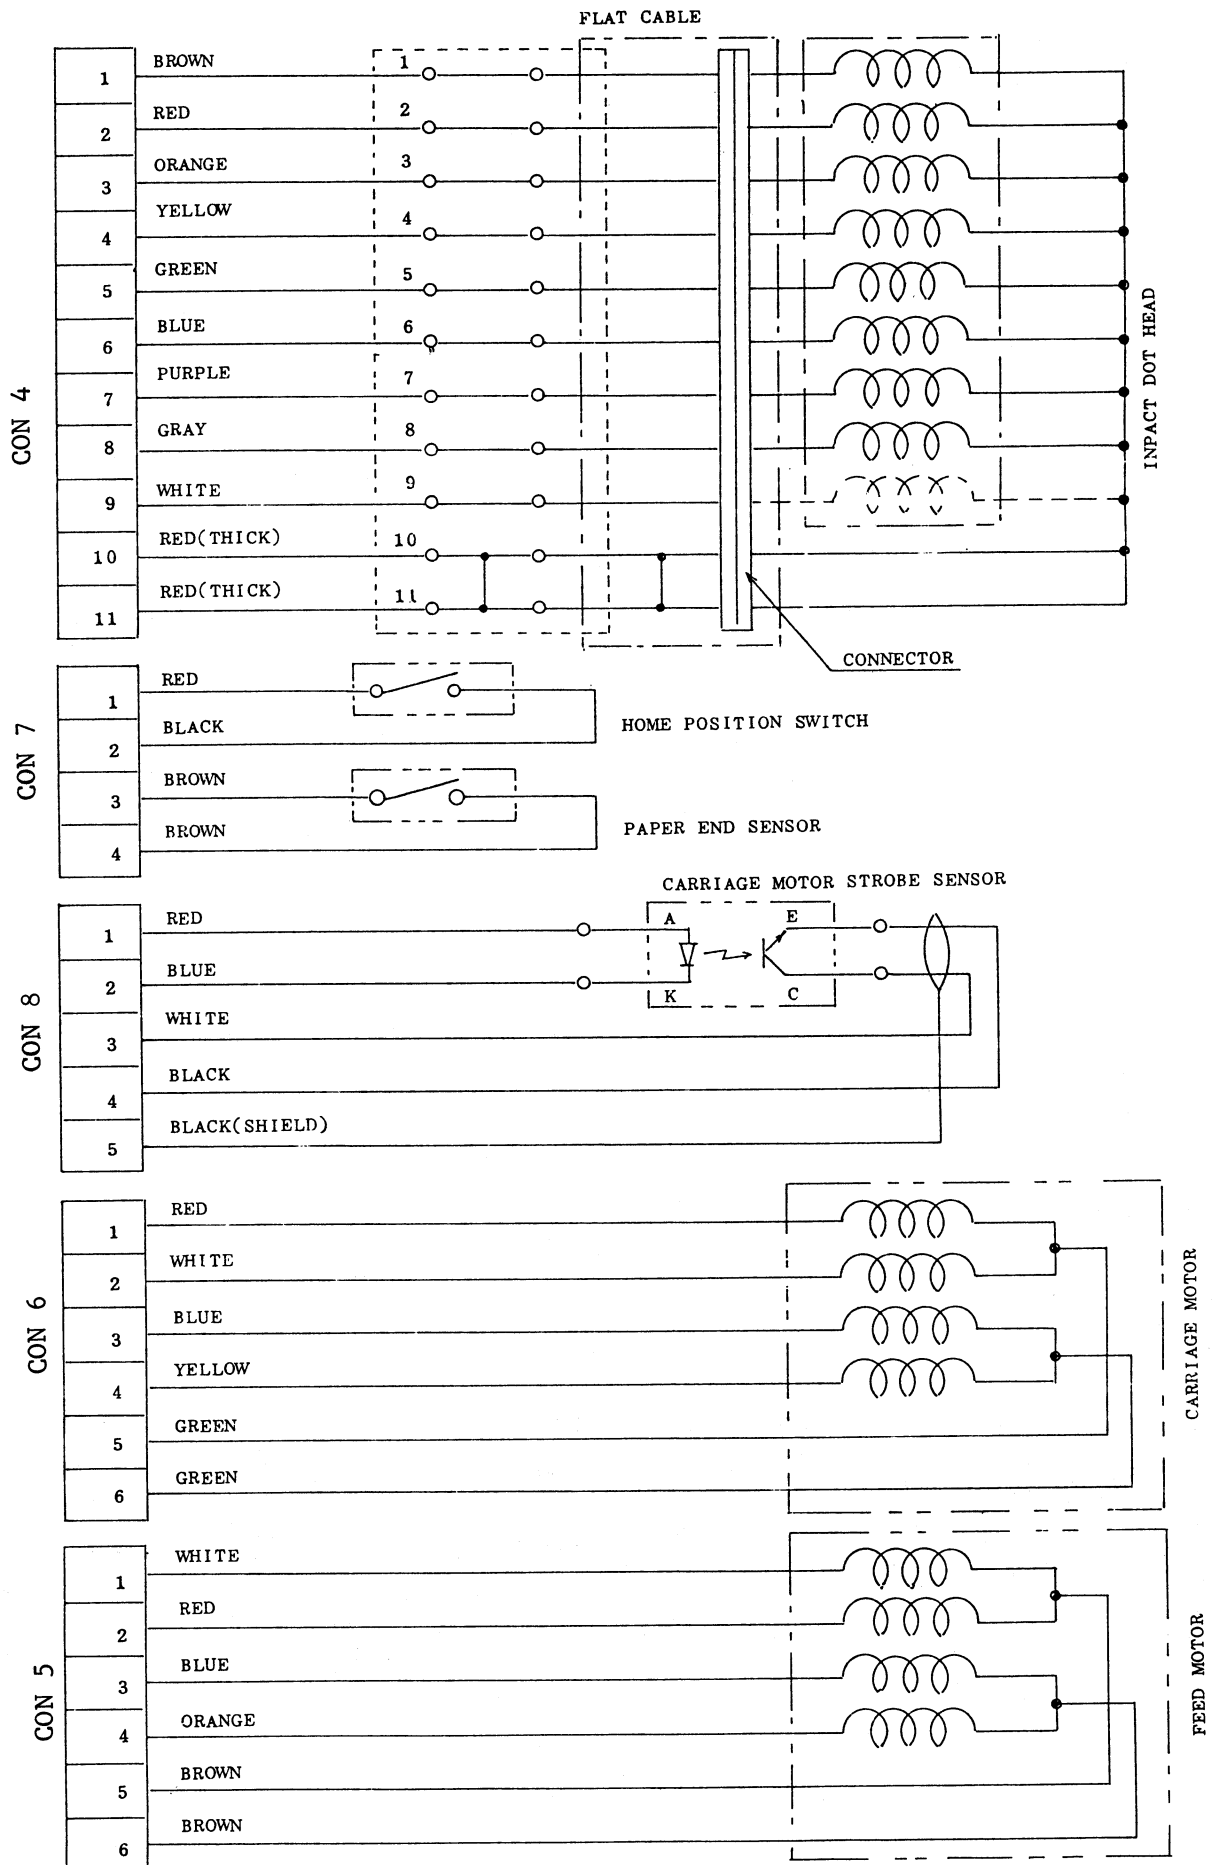 FLAT CABLE
CON 4
1 BROWN 1
2 RED 2
3 ORANGE 3
4 YELLOW 4
5 GREEN 5
6 BLUE 6
7 PURPLE 7
8 GRAY 8
9 WHITE 9
10 RED(THICK) 10
11 RED(THICK) 11
INPACT DOT HEAD
CONNECTOR
CON 7
1 RED
2 BLACK
HOME POSITION SWITCH
3 BROWN
4 BROWN
PAPER END SENSOR
CARRIAGE MOTOR STROBE SENSOR
CON 8
1 RED A E
2 BLUE K C
3 WHITE
4 BLACK
5 BLACK(SHIELD)
CON 6
1 RED
2 WHITE
3 BLUE
4 YELLOW
5 GREEN
6 GREEN
CARRIAGE MOTOR
CON 5
1 WHITE
2 RED
3 BLUE
4 ORANGE
5 BROWN
6 BROWN
FEED MOTOR